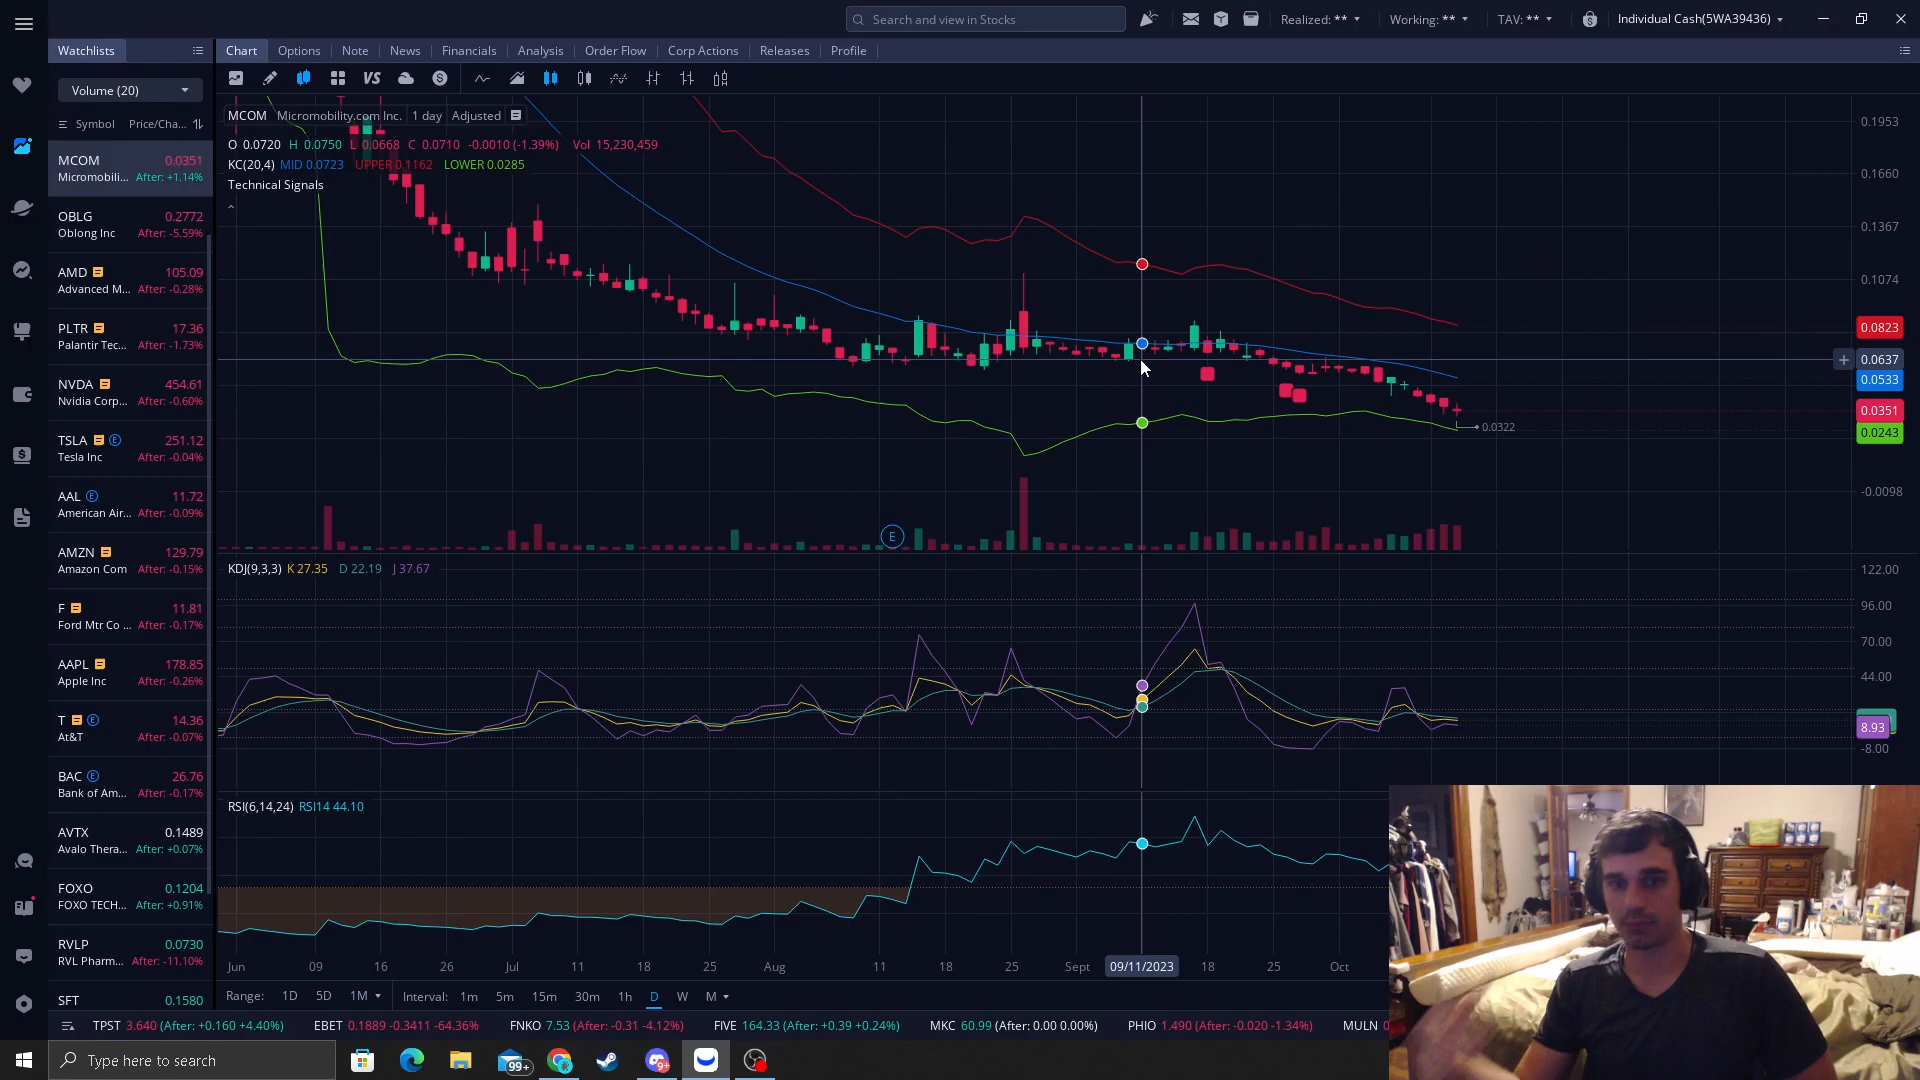 Search and view in Stocks
Realized: **
Working: **
TAV: **
Individual Cash(5WA39436)
Watchlists
Chart Options Note News Financials Analysis Order Flow Corp Actions Releases Profile
Volume (20)
VS
Symbol Price/Cha...
MCOM 0.0351
Micromobili... After: +1.14%
OBLG 0.2772
Oblong Inc After: -5.59%
AMD 105.09
Advanced M... After: -0.28%
PLTR 17.36
Palantir Tec... After: -1.73%
NVDA 454.61
Nvidia Corp... After: -0.60%
TSLA E 251.12
Tesla Inc After: -0.04%
AAL E 11.72
American Air... After: -0.09%
AMZN 129.79
Amazon Com After: -0.15%
F 11.81
Ford Mtr Co ... After: -0.17%
AAPL 178.85
Apple Inc After: -0.26%
T E 14.36
At&T After: -0.07%
BAC E 26.76
Bank of Am... After: -0.17%
AVTX 0.1489
Avalo Thera... After: +0.07%
FOXO 0.1204
FOXO TECH... After: +0.91%
RVLP 0.0730
RVL Pharm... After: -11.10%
SFT 0.1580
MCOM Micromobility.com Inc. 1 day Adjusted
O 0.0720 H 0.0750 L 0.0668 C 0.0710 -0.0010 (-1.39%) Vol 15,230,459
KC(20,4) MID 0.0723 UPPER 0.1162 LOWER 0.0285
Technical Signals
0.1953
0.1660
0.1367
0.1074
0.0823
0.0637
0.0533
0.0351
0.0243
-0.0098
0.0322
E
KDJ(9,3,3) K 27.35 D 22.19 J 37.67
122.00
96.00
70.00
44.00
8.93
-8.00
RSI(6,14,24) RSI14 44.10
Jun 09 16 26 Jul 11 18 25 Aug 11 18 25 Sept 09/11/2023 18 25 Oct
Range: 1D 5D 1M Interval: 1m 5m 15m 30m 1h D W M
TPST 3.640 (After: +0.160 +4.40%) EBET 0.1889 -0.3411 -64.36% FNKO 7.53 (After: -0.31 -4.12%) FIVE 164.33 (After: +0.39 +0.24%) MKC 60.99 (After: 0.00 0.00%) PHIO 1.490 (After: -0.020 -1.34%) MULN
Type here to search
99+
9+